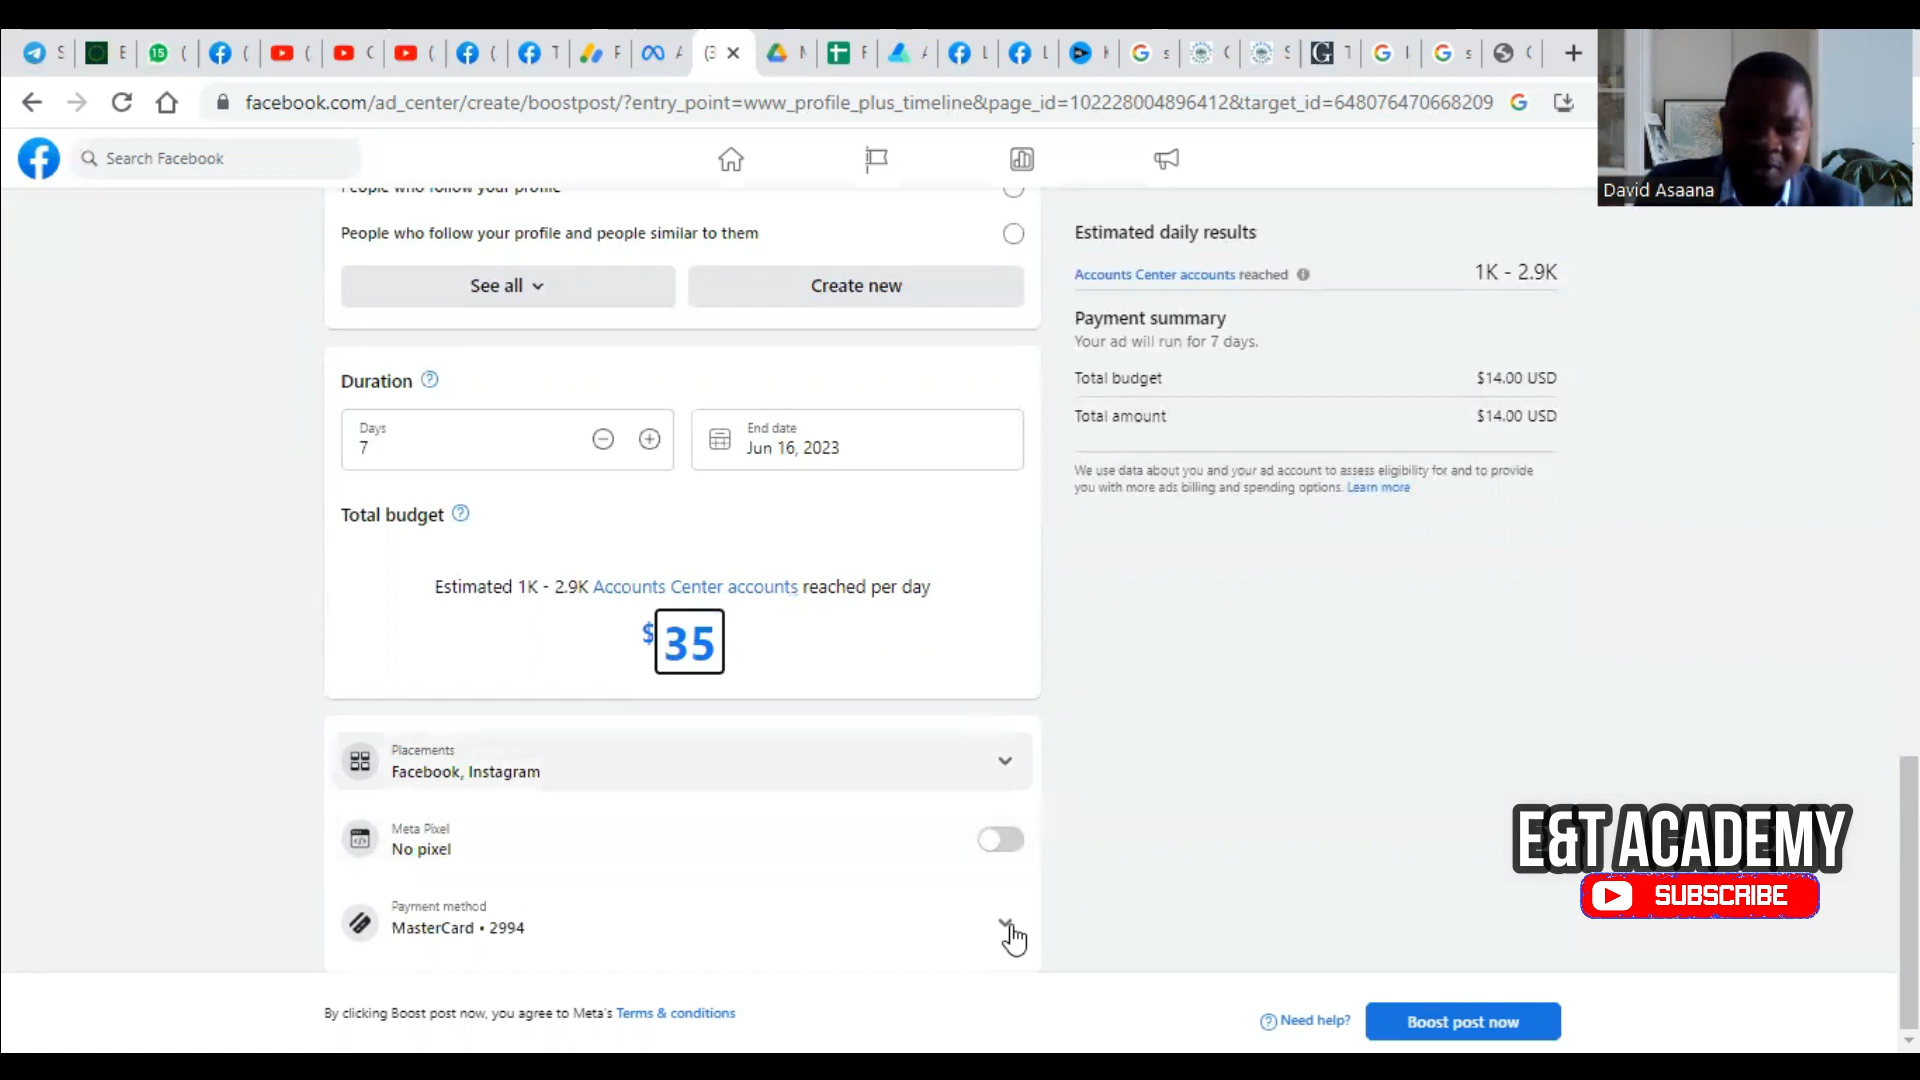 facebook.com/ad_center/create/boostpost/?entry_point=www_profile_plus_timeline&page_id=102228004896412&target_id=648076470668209
David Asaana
Search Facebook
People who follow your profile
People who follow your profile and people similar to them
See all
Create new
Duration
Days
7
End date
Jun 16, 2023
Total budget
Estimated 1K - 2.9K Accounts Center accounts reached per day
$35
Placements
Facebook, Instagram
Meta Pixel
No pixel
Payment method
MasterCard • 2994
Estimated daily results
Accounts Center accounts reached 1K - 2.9K
Payment summary
Your ad will run for 7 days.
Total budget $14.00 USD
Total amount $14.00 USD
We use data about you and your ad account to assess eligibility for and to provide
you with more ads billing and spending options. Learn more
E&T ACADEMY
SUBSCRIBE
By clicking Boost post now, you agree to Meta's Terms & conditions
Need help?
Boost post now